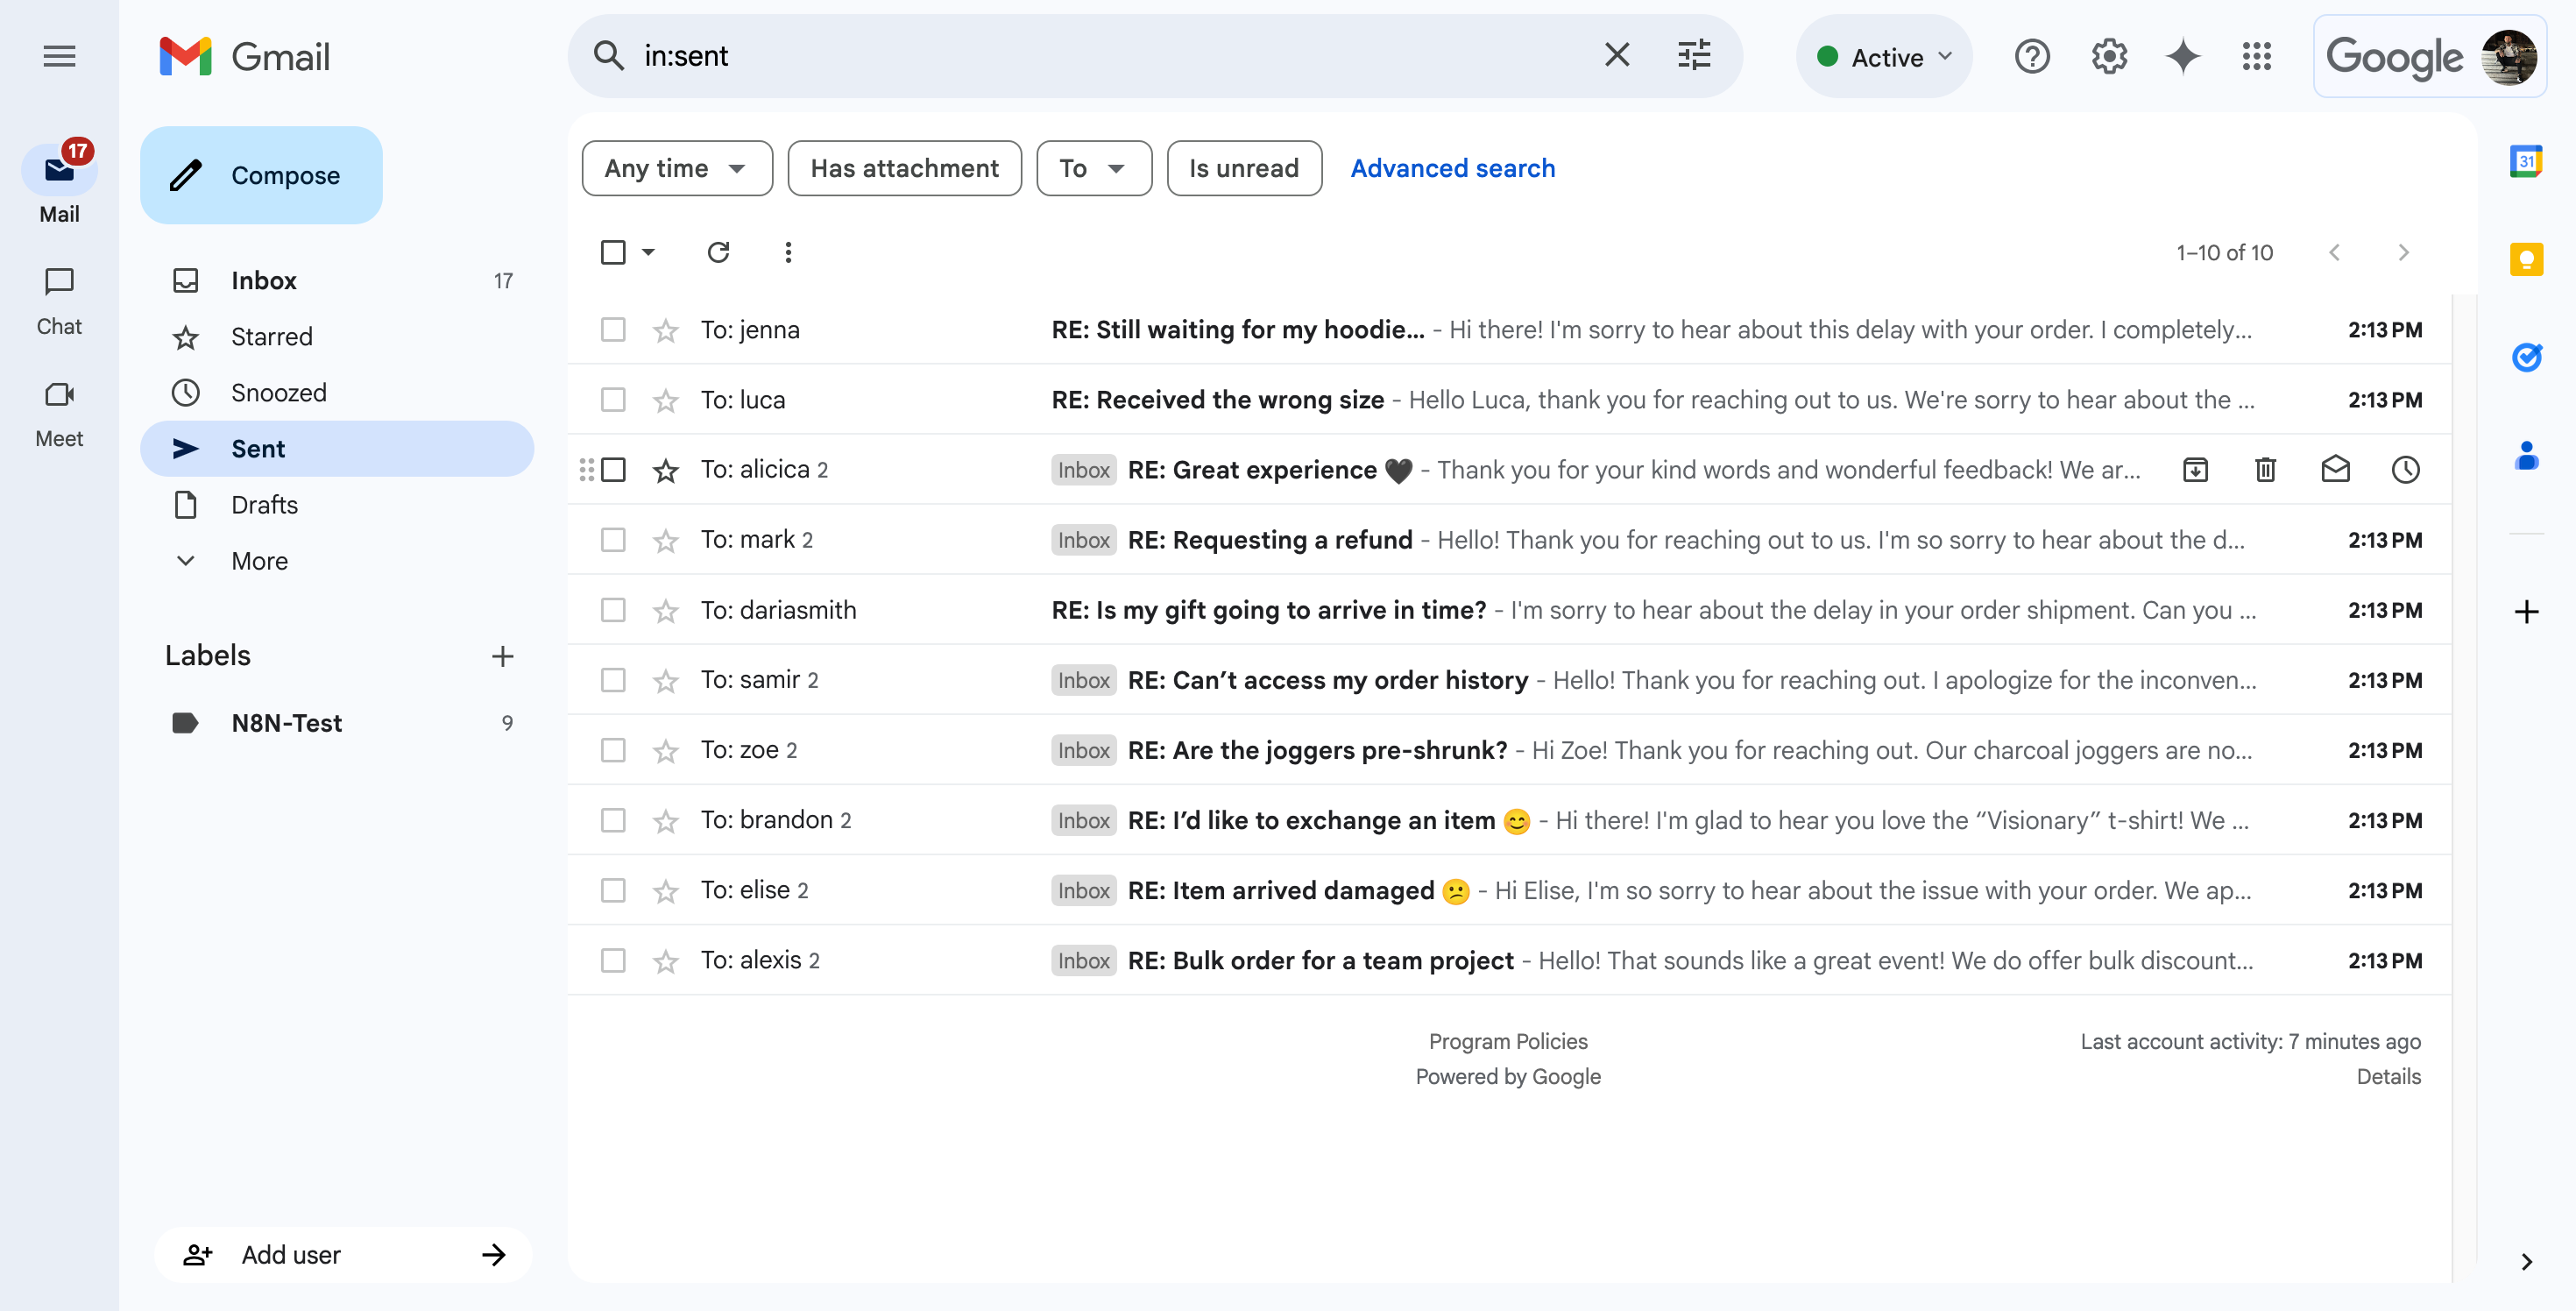 Gmail
in:sent
Active
Google
17
Mail
Chat
Meet
Compose
Inbox 17
Starred
Snoozed
Sent
Drafts
More
Labels
N8N-Test 9
Add user
Any time
Has attachment
To
Is unread
Advanced search
1–10 of 10
To: jenna RE: Still waiting for my hoodie... - Hi there! I'm sorry to hear about this delay with your order. I completely... 2:13 PM
To: luca RE: Received the wrong size - Hello Luca, thank you for reaching out to us. We're sorry to hear about the ... 2:13 PM
To: alicica 2 Inbox RE: Great experience 🖤 - Thank you for your kind words and wonderful feedback! We ar...
To: mark 2 Inbox RE: Requesting a refund - Hello! Thank you for reaching out to us. I'm so sorry to hear about the d... 2:13 PM
To: dariasmith RE: Is my gift going to arrive in time? - I'm sorry to hear about the delay in your order shipment. Can you ... 2:13 PM
To: samir 2 Inbox RE: Can’t access my order history - Hello! Thank you for reaching out. I apologize for the inconven... 2:13 PM
To: zoe 2 Inbox RE: Are the joggers pre-shrunk? - Hi Zoe! Thank you for reaching out. Our charcoal joggers are no... 2:13 PM
To: brandon 2 Inbox RE: I’d like to exchange an item 😊 - Hi there! I'm glad to hear you love the “Visionary” t-shirt! We ... 2:13 PM
To: elise 2 Inbox RE: Item arrived damaged 😕 - Hi Elise, I'm so sorry to hear about the issue with your order. We ap... 2:13 PM
To: alexis 2 Inbox RE: Bulk order for a team project - Hello! That sounds like a great event! We do offer bulk discount... 2:13 PM
Program Policies
Powered by Google
Last account activity: 7 minutes ago
Details
31